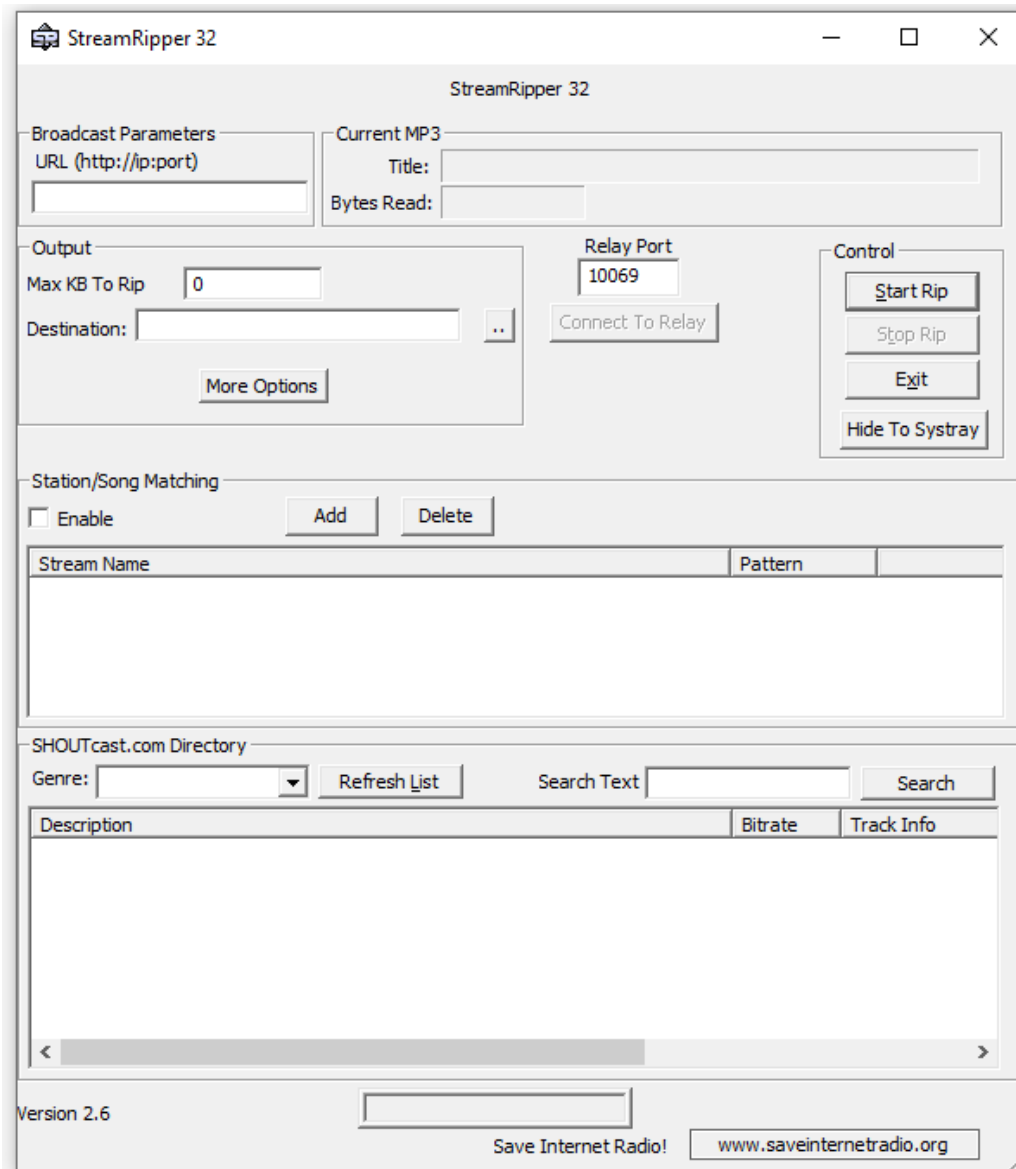 StreamRipper 32
StreamRipper 32
Broadcast Parameters
URL (http://ip:port)
Current MP3
Title:
Bytes Read:
Output
Max KB To Rip 0
Destination: ..
More Options
Relay Port
10069
Connect To Relay
Control
Start Rip
Stop Rip
Exit
Hide To Systray
Station/Song Matching
Enable Add Delete
Stream Name Pattern
SHOUTcast.com Directory
Genre: Refresh List Search Text Search
Description Bitrate Track Info
Version 2.6
Save Internet Radio! www.saveinternetradio.org